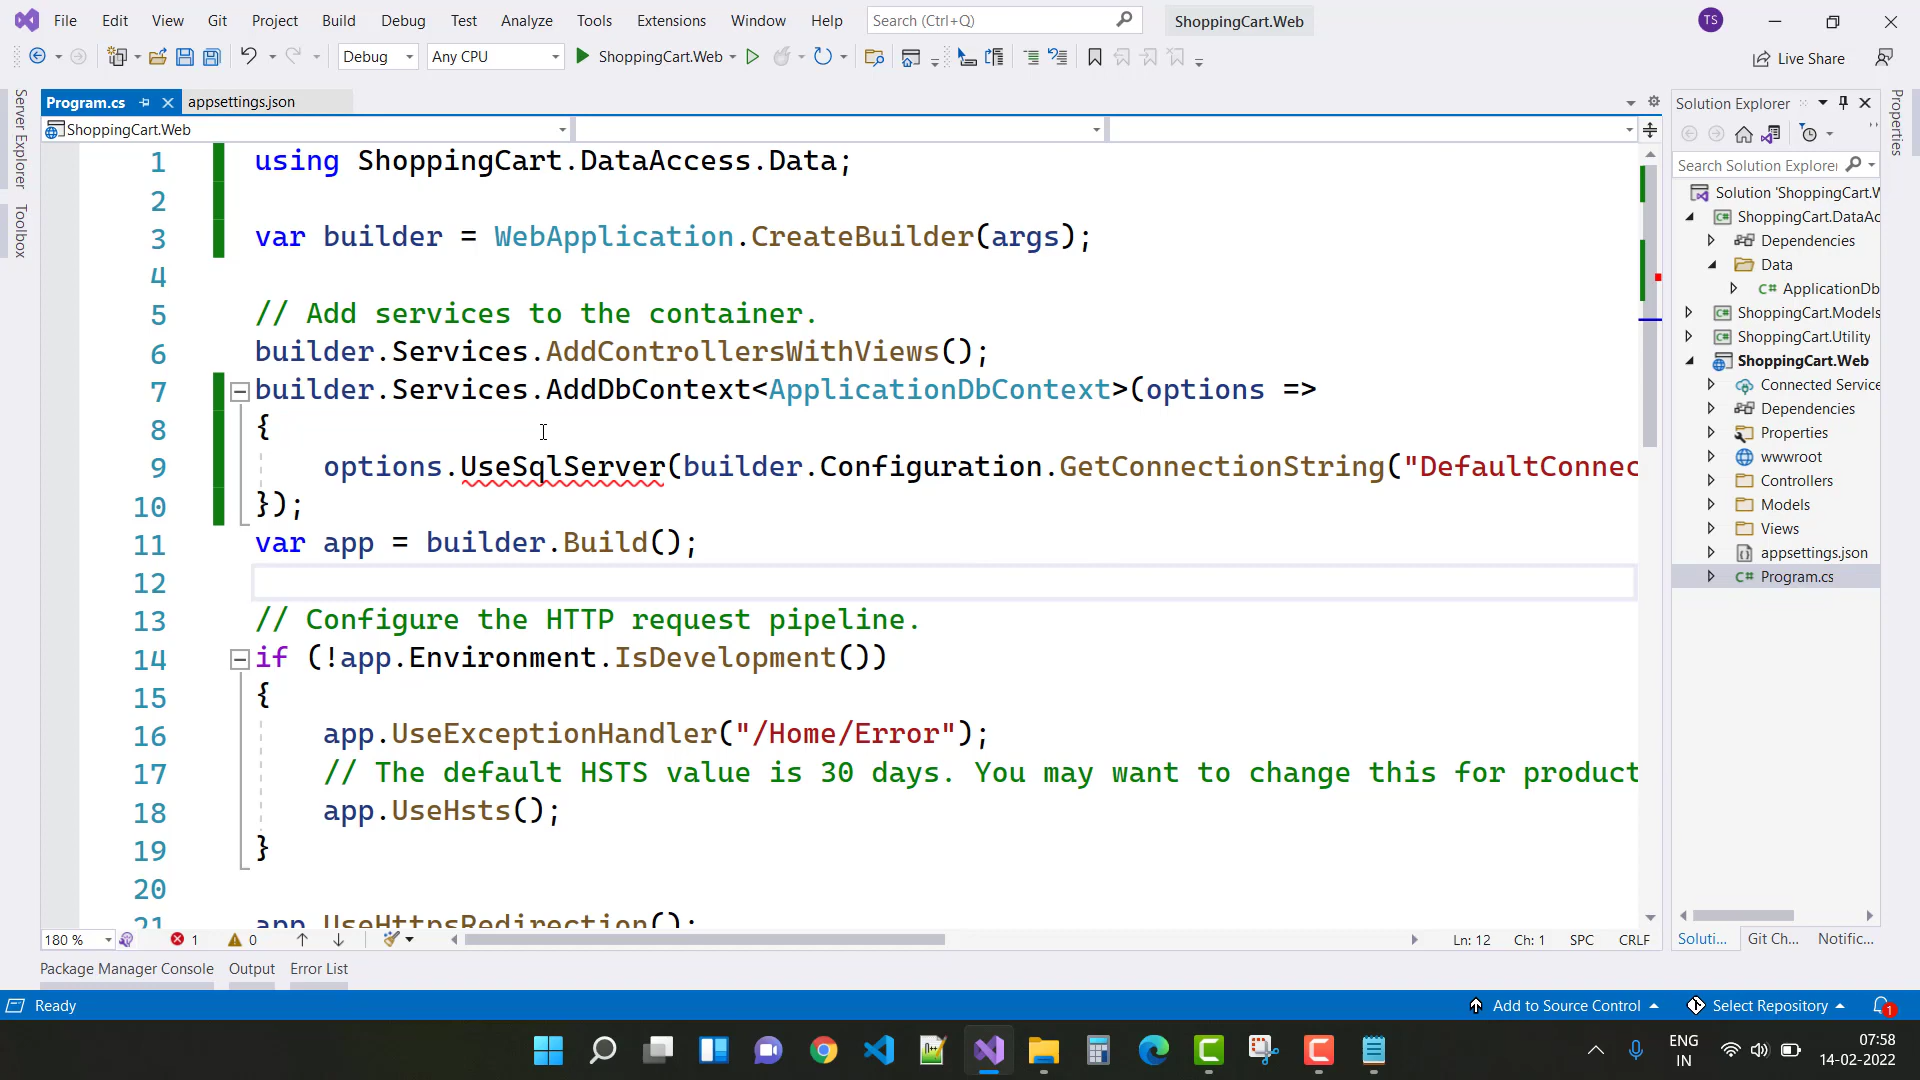 File Edit View Git Project Build Debug Test Analyze Tools Extensions Window Help Search (Ctrl+Q) ShoppingCart.Web TS
Debug Any CPU ShoppingCart.Web Live Share
Program.cs appsettings.json
ShoppingCart.Web
Server Explorer
Toolbox
1 using ShoppingCart.DataAccess.Data;
2
3 var builder = WebApplication.CreateBuilder(args);
4
5 // Add services to the container.
6 builder.Services.AddControllersWithViews();
7 builder.Services.AddDbContext<ApplicationDbContext>(options =>
8 {
9 options.UseSqlServer(builder.Configuration.GetConnectionString("DefaultConnec
10 });
11 var app = builder.Build();
12
13 // Configure the HTTP request pipeline.
14 if (!app.Environment.IsDevelopment())
15 {
16 app.UseExceptionHandler("/Home/Error");
17 // The default HSTS value is 30 days. You may want to change this for product
18 app.UseHsts();
19 }
20
21 app.UseHttpsRedirection();
180 % 1 0 Ln: 12 Ch: 1 SPC CRLF
Package Manager Console Output Error List
Solution Explorer
Search Solution Explorer
Solution 'ShoppingCart.W
ShoppingCart.DataAc
Dependencies
Data
C# ApplicationDb
ShoppingCart.Models
ShoppingCart.Utility
ShoppingCart.Web
Connected Service
Dependencies
Properties
wwwroot
Controllers
Models
Views
appsettings.json
C# Program.cs
Soluti... Git Ch... Notific...
Properties
Ready Add to Source Control Select Repository 1
ENG
IN
07:58
14-02-2022